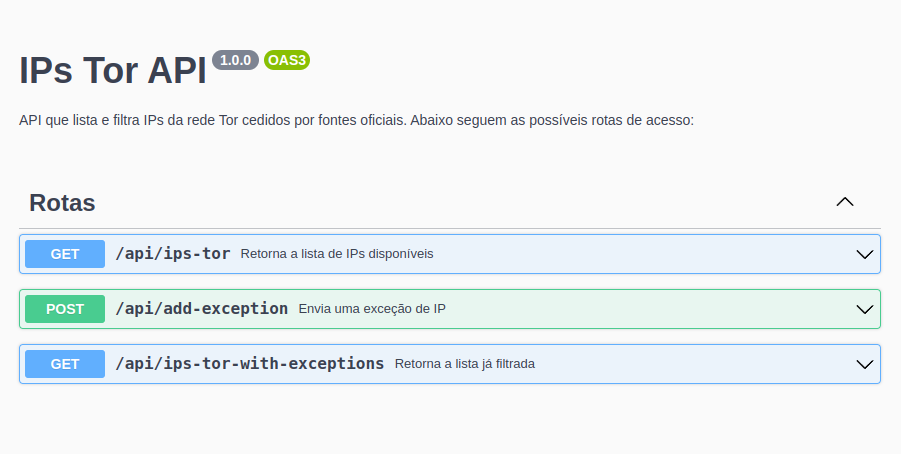 IPs Tor API 1.0.0 OAS3
API que lista e filtra IPs da rede Tor cedidos por fontes oficiais. Abaixo seguem as possíveis rotas de acesso:
Rotas
GET /api/ips-tor Retorna a lista de IPs disponíveis
POST /api/add-exception Envia uma exceção de IP
GET /api/ips-tor-with-exceptions Retorna a lista já filtrada